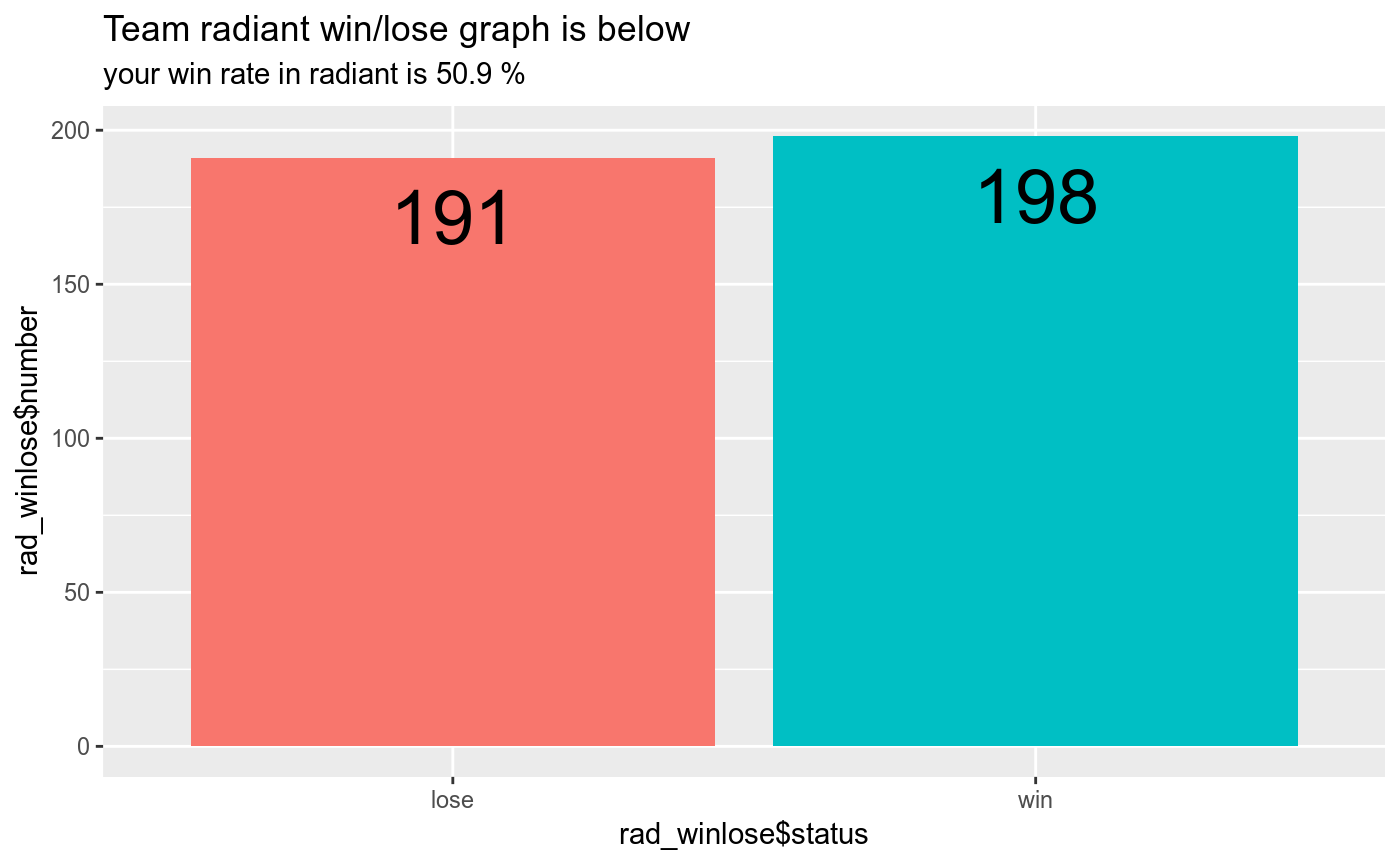 Team radiant win/lose graph is below
your win rate in radiant is 50.9 %
200
150
100
50
0
rad_winlose$number
191
198
lose
win
rad_winlose$status